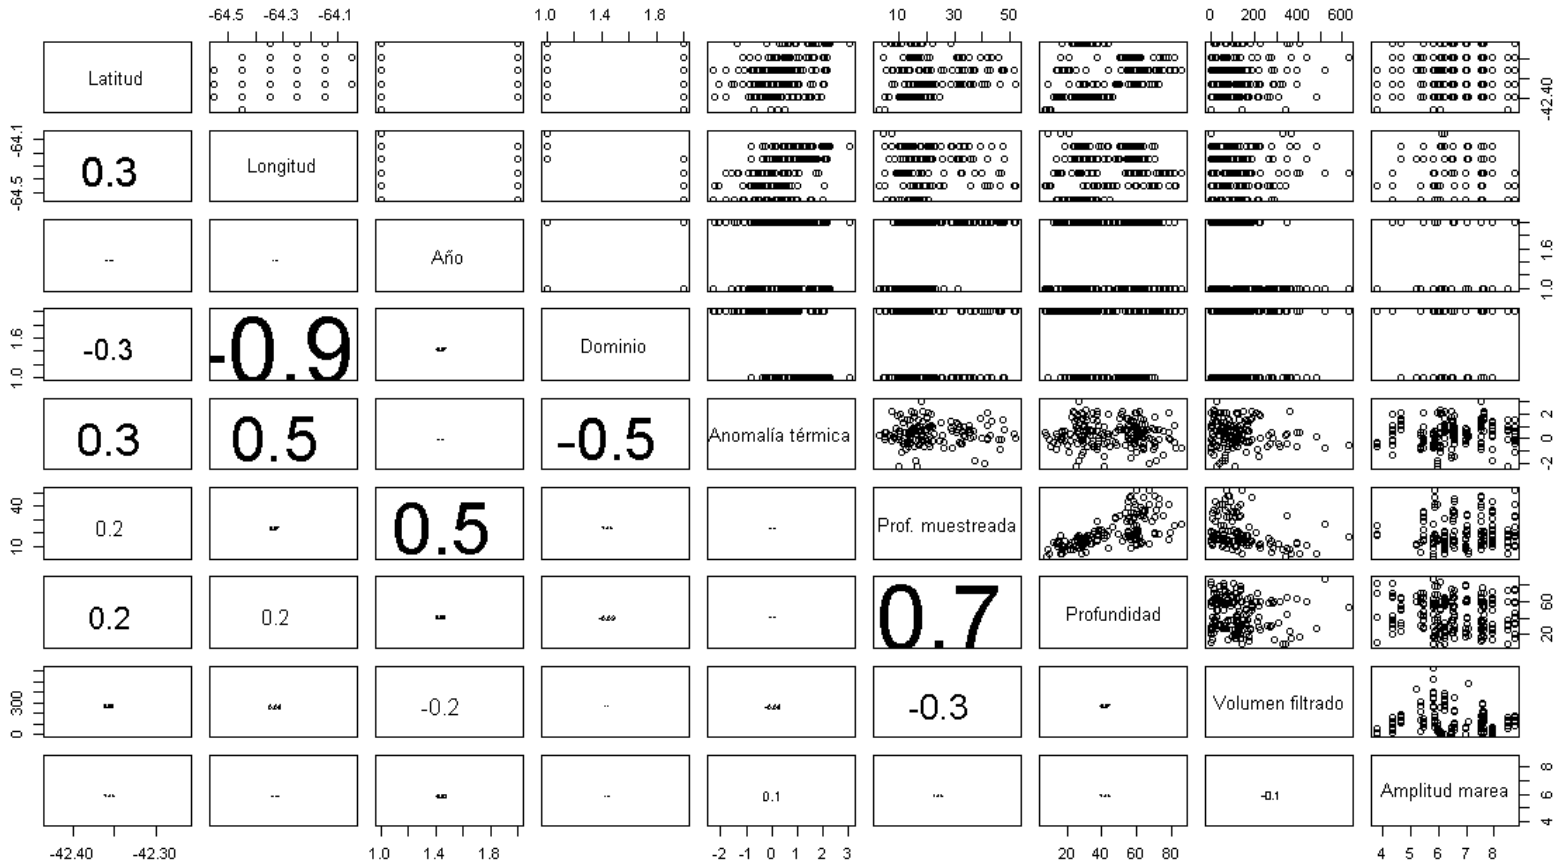 -64.5 -64.3 -64.1 1.0 1.4 1.8 10 30 50 0 200 400 600
Latitud -42.40
-64.5 -64.1 0.3 Longitud
Año 1.0 1.6
1.0 1.6 -0.3 -0.9 Dominio
0.3 0.5 -0.5 Anomalía térmica -2 0 2
10 40 0.2 0.5 Prof. muestreada
0.2 0.2 0.7 Profundidad 20 60
0 300 -0.2 -0.3 Volumen filtrado
0.1 -0.1 Amplitud marea 4 6 8
-42.40 -42.30 1.0 1.4 1.8 -2 -1 0 1 2 3 20 40 60 80 4 5 6 7 8